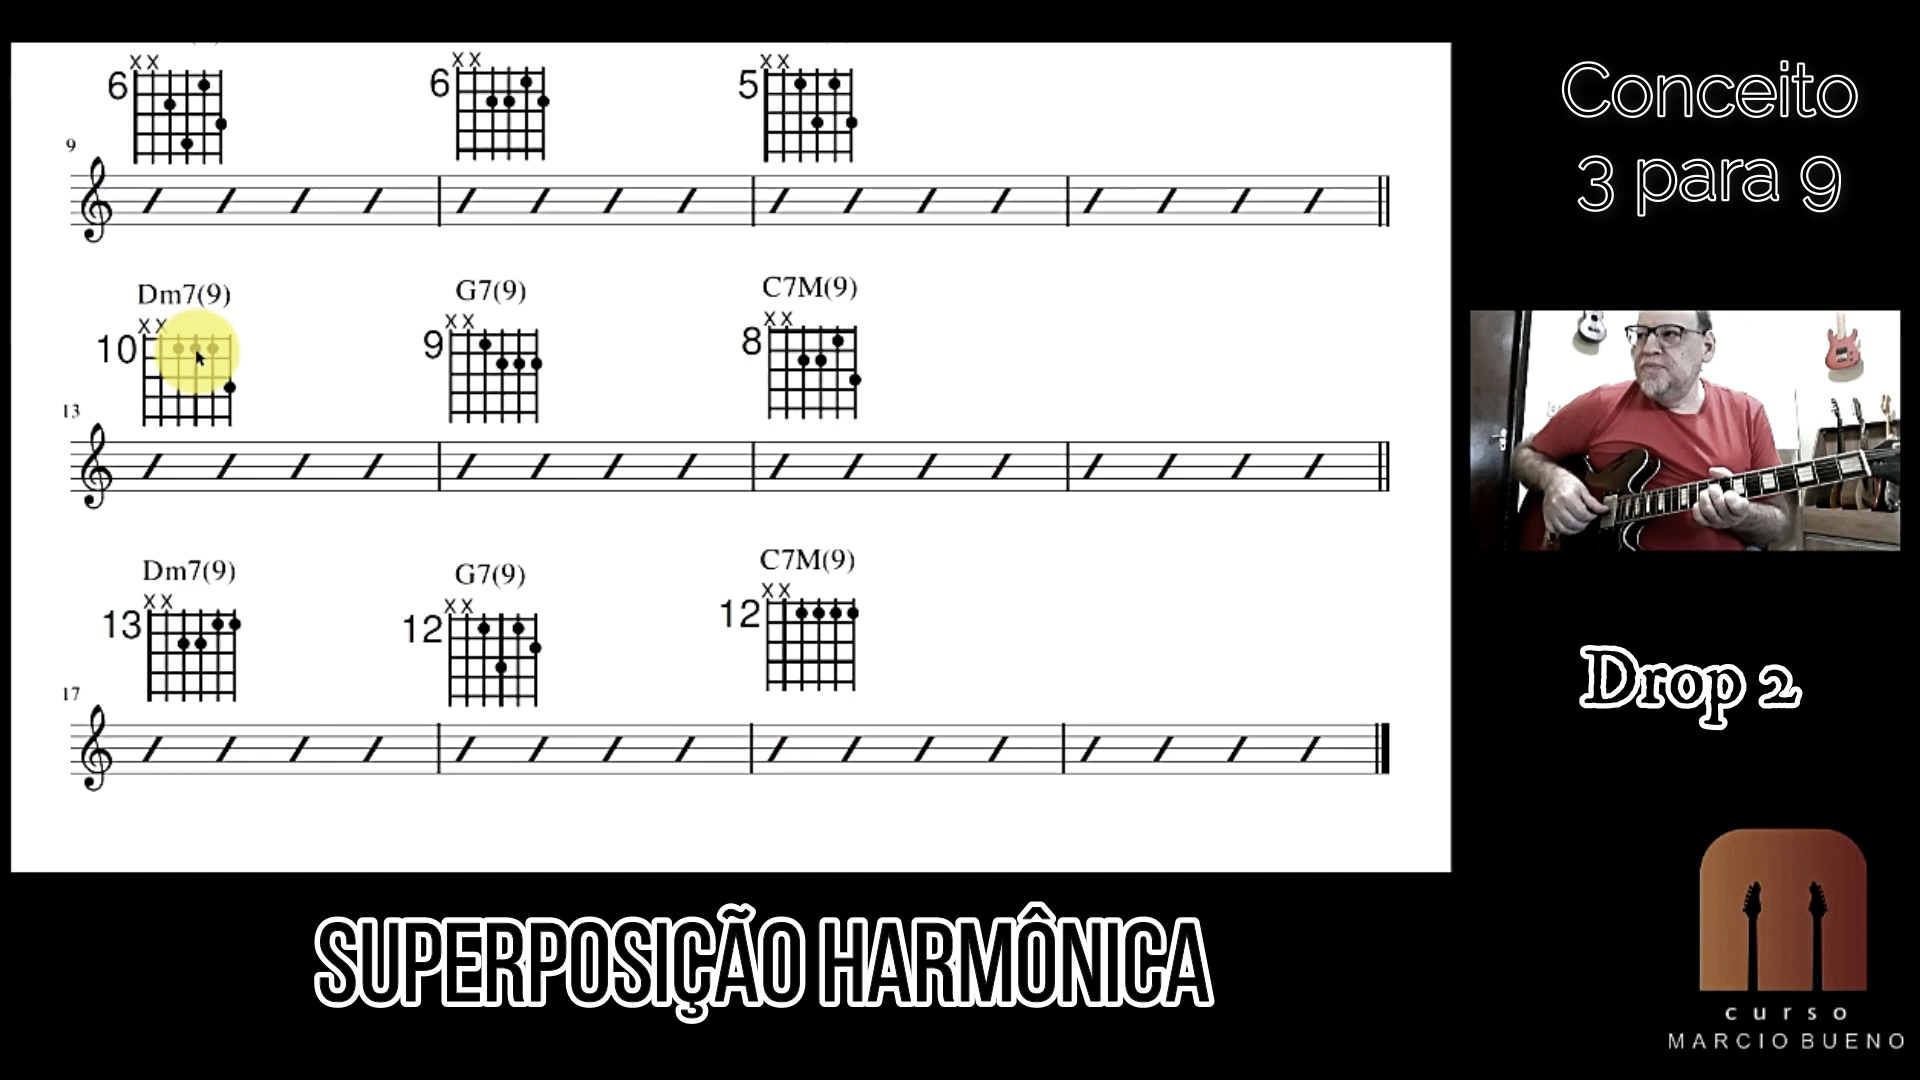 Conceito
3 para 9
x x
6
x x
6
x x
5
9
Dm7(9)
x x
10
G7(9)
x x
9
C7M(9)
x x
8
13
Dm7(9)
x x
13
G7(9)
x x
12
C7M(9)
x x
12
17
Drop 2
SUPERPOSIÇÃO HARMÔNICA
curso
MARCIO BUENO